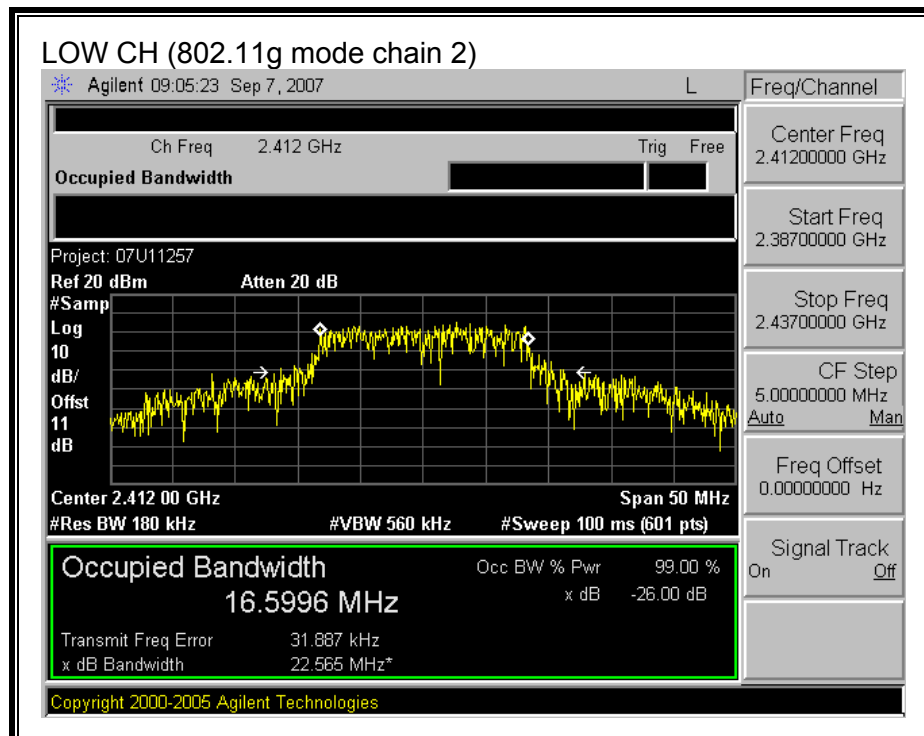 LOW CH (802.11g mode chain 2)
Agilent 09:05:23 Sep 7, 2007 L
Freq/Channel
Ch Freq 2.412 GHz Trig Free
Occupied Bandwidth
Center Freq
2.41200000 GHz
Start Freq
2.38700000 GHz
Stop Freq
2.43700000 GHz
CF Step
5.00000000 MHz
Auto Man
Freq Offset
0.00000000 Hz
Signal Track
On Off
Project: 07U11257
Ref 20 dBm Atten 20 dB
#Samp
Log
10
dB/
Offst
11
dB
Center 2.412 00 GHz Span 50 MHz
#Res BW 180 kHz #VBW 560 kHz #Sweep 100 ms (601 pts)
Occupied Bandwidth Occ BW % Pwr 99.00 %
16.5996 MHz x dB -26.00 dB
Transmit Freq Error 31.887 kHz
x dB Bandwidth 22.565 MHz*
Copyright 2000-2005 Agilent Technologies